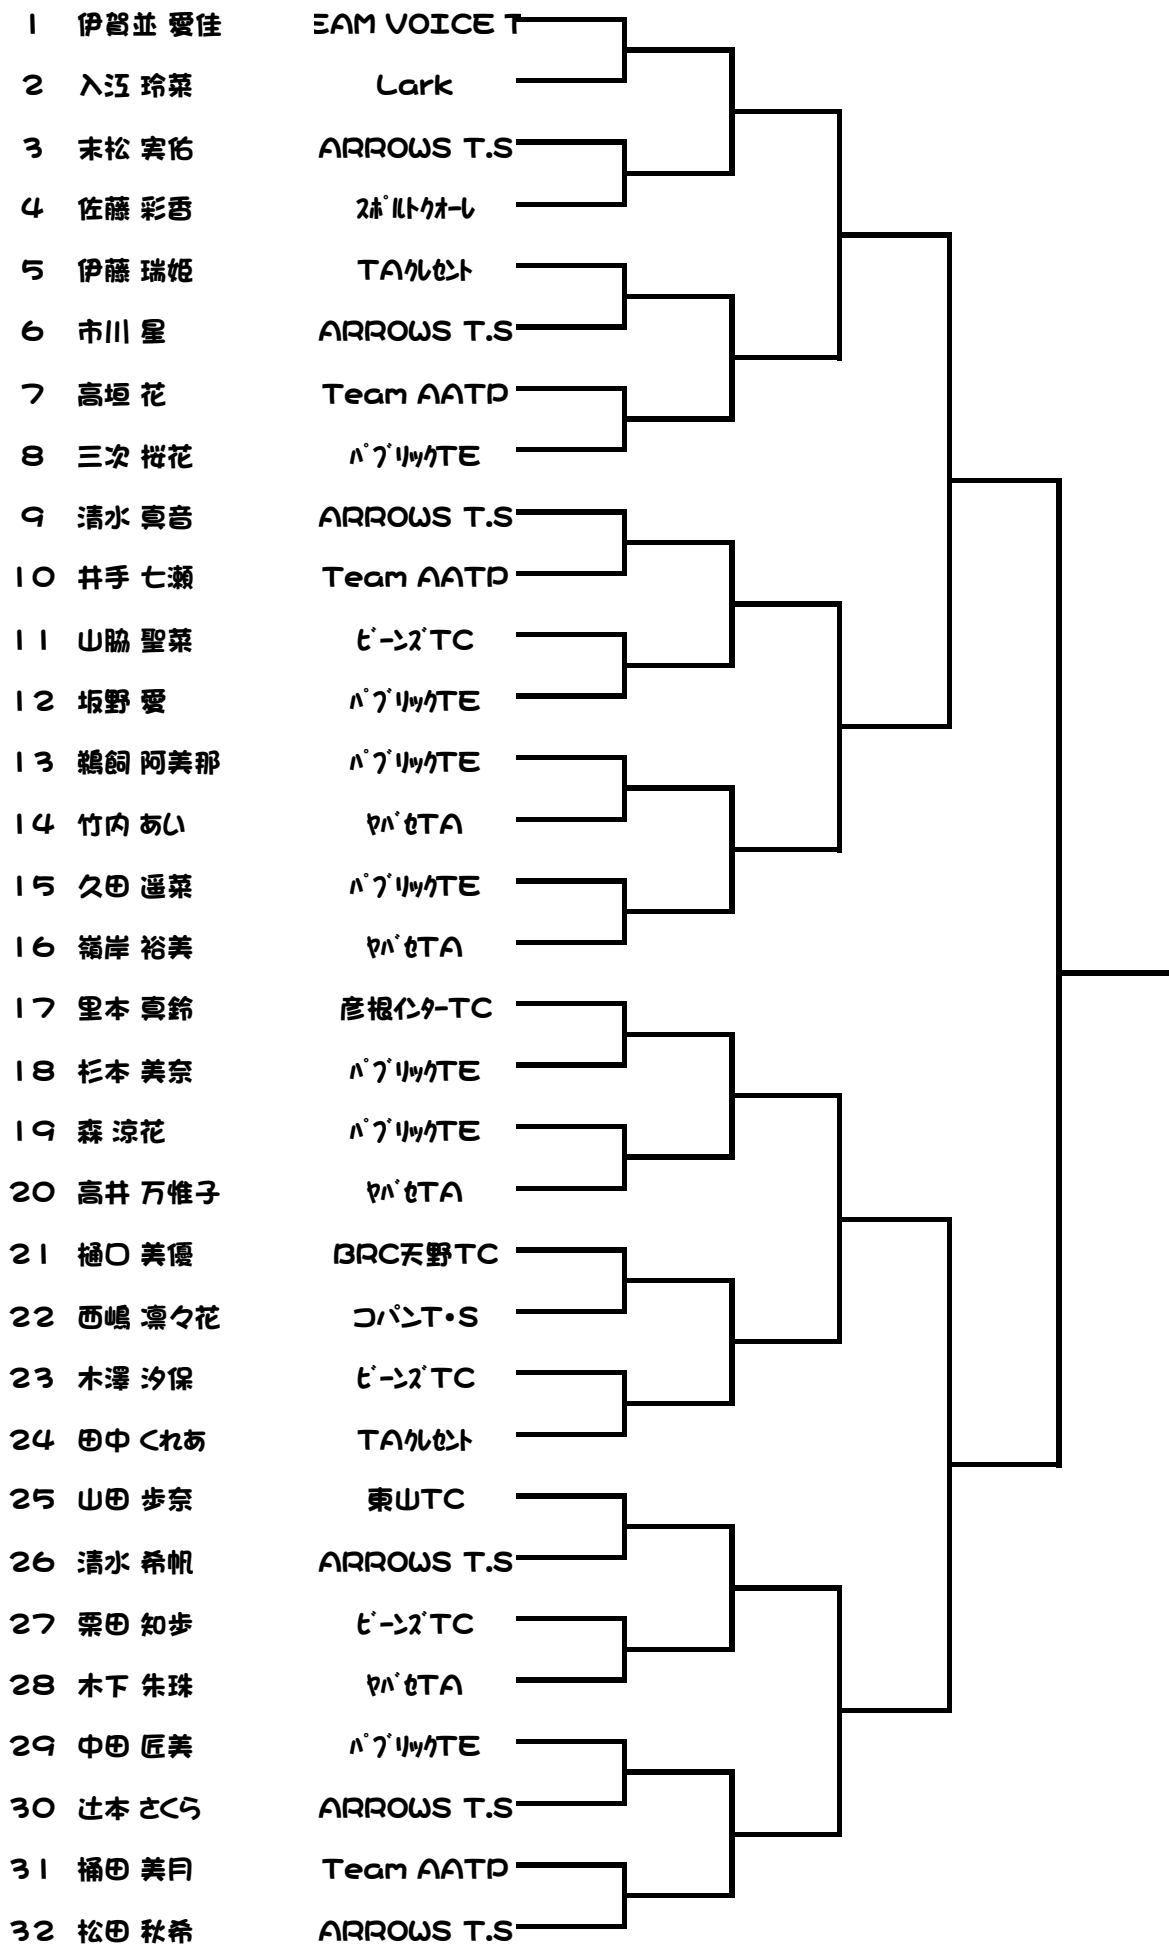 1 伊賀並 愛佳 EAM VOICE T
2 入江 玲菜 Lark
3 末松 実佑 ARROWS T.S
4 佐藤 彩香 ｽﾎﾟﾙﾄｸｵｰﾚ
5 伊藤 瑞姫 TAｸﾚｾﾝﾄ
6 市川 星 ARROWS T.S
7 高垣 花 Team AATP
8 三次 桜花 ﾊﾟﾌﾞﾘｯｸTE
9 清水 真音 ARROWS T.S
10 井手 七瀬 Team AATP
11 山脇 聖菜 ﾋﾞｰﾝｽﾞTC
12 坂野 愛 ﾊﾟﾌﾞﾘｯｸTE
13 鵜飼 阿美那 ﾊﾟﾌﾞﾘｯｸTE
14 竹内 あい ﾔﾊﾞｾTA
15 久田 遥菜 ﾊﾟﾌﾞﾘｯｸTE
16 嶺岸 裕美 ﾔﾊﾞｾTA
17 里本 真鈴 彦根ｲﾝﾀｰTC
18 杉本 美奈 ﾊﾟﾌﾞﾘｯｸTE
19 森 涼花 ﾊﾟﾌﾞﾘｯｸTE
20 高井 万惟子 ﾔﾊﾞｾTA
21 樋口 美優 BRC天野TC
22 西嶋 凛々花 コパンT・S
23 木澤 汐保 ﾋﾞｰﾝｽﾞTC
24 田中 くれあ TAｸﾚｾﾝﾄ
25 山田 歩奈 東山TC
26 清水 希帆 ARROWS T.S
27 栗田 知歩 ﾋﾞｰﾝｽﾞTC
28 木下 朱珠 ﾔﾊﾞｾTA
29 中田 匠美 ﾊﾟﾌﾞﾘｯｸTE
30 辻本 さくら ARROWS T.S
31 桶田 美月 Team AATP
32 松田 秋希 ARROWS T.S